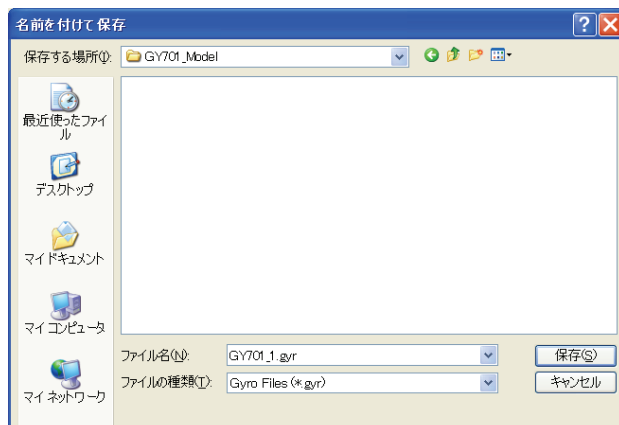 名前を付けて保存
保存する場所(I):
GY701_Model
最近使ったファイ
ル
デスクトップ
マイドキュメント
マイコンピュータ
マイネットワーク
ファイル名(N):
GY701_1.gyr
保存(S)
ファイルの種類(T):
Gyro Files (*.gyr)
キャンセル